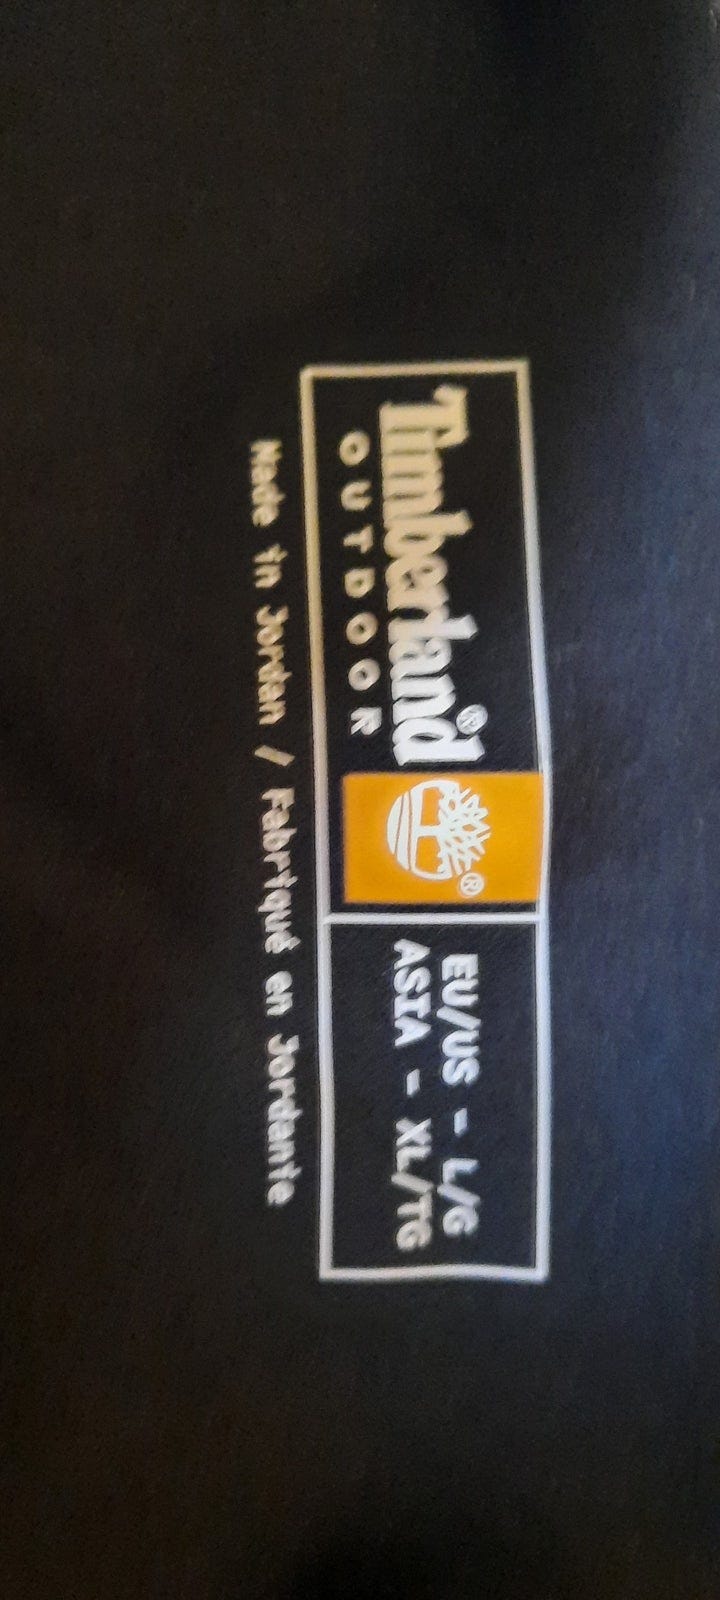 Timberland®
OUTDOOR
®
EU/US - L/G
ASIA - XL/TG
Made in Jordan / Fabriqué en Jordanie